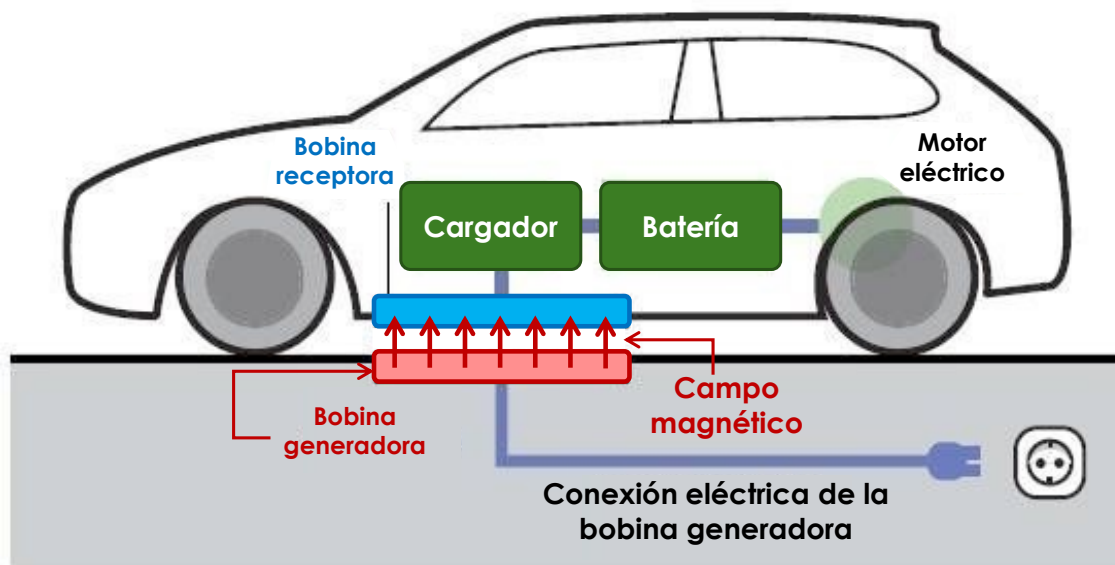 Bobina
receptora
Motor
eléctrico
Cargador
Batería
Campo
magnético
Bobina
generadora
Conexión eléctrica de la
bobina generadora